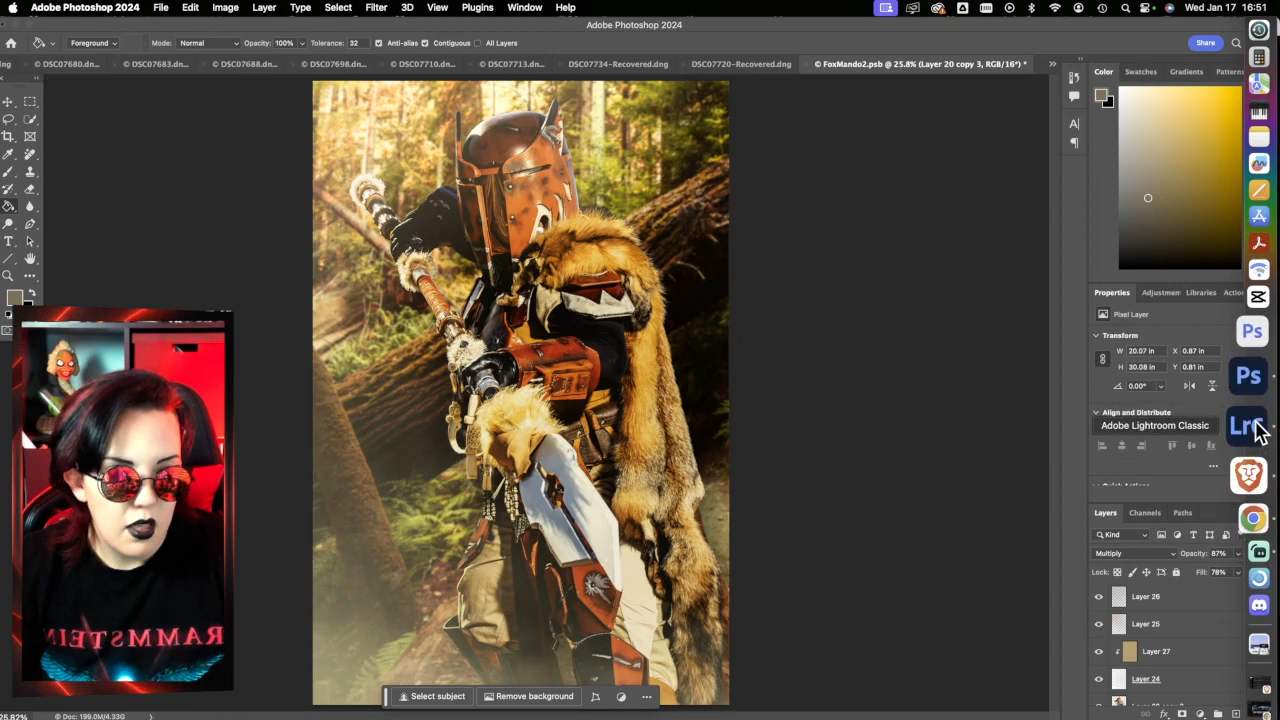 Adobe Photoshop 2024 File Edit Image Layer Type Select Filter 3D View Plugins Window Help Wed Jan 17 16:51
Adobe Photoshop 2024
Foreground Mode: Normal Opacity: 100% Tolerance: 32 Anti-alias Contiguous All Layers Share
© DSC07680.dn... © DSC07683.dn... © DSC07688.dn... © DSC07698.dn... © DSC07710.dn... © DSC07713.dn... DSC07734-Recovered.dng DSC07720-Recovered.dng © FoxMando2.psb @ 25.8% (Layer 20 copy 3, RGB/16*) *
Color Swatches Gradients Patterns
Properties Adjustmen Libraries Actio
Pixel Layer
Transform
W 20.07 in X 0.87 in
H 30.08 in Y 0.81 in
0.00°
Align and Distribute
Adobe Lightroom Classic
Ps
Ps
LrC
Layers Channels Paths
Kind
Multiply Opacity: 87%
Lock: Fill: 78%
Layer 26
Layer 25
Layer 27
Layer 24
RAMMSTEIN
Select subject Remove background
25.82% Doc: 199.0M/4.33G